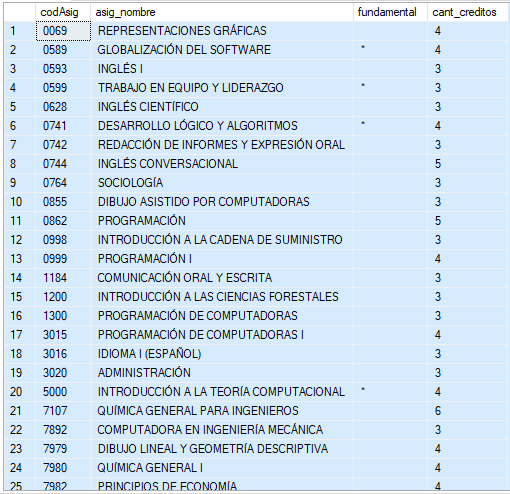 codAsig asig_nombre fundamental cant_creditos
1 0069 REPRESENTACIONES GRÁFICAS 4
2 0589 GLOBALIZACIÓN DEL SOFTWARE * 4
3 0593 INGLÉS I 3
4 0599 TRABAJO EN EQUIPO Y LIDERAZGO * 3
5 0628 INGLÉS CIENTÍFICO 3
6 0741 DESARROLLO LÓGICO Y ALGORITMOS * 4
7 0742 REDACCIÓN DE INFORMES Y EXPRESIÓN ORAL 3
8 0744 INGLÉS CONVERSACIONAL 5
9 0764 SOCIOLOGÍA 3
10 0855 DIBUJO ASISTIDO POR COMPUTADORAS 3
11 0862 PROGRAMACIÓN 5
12 0998 INTRODUCCIÓN A LA CADENA DE SUMINISTRO 3
13 0999 PROGRAMACIÓN I 4
14 1184 COMUNICACIÓN ORAL Y ESCRITA 3
15 1200 INTRODUCCIÓN A LAS CIENCIAS FORESTALES 3
16 1300 PROGRAMACIÓN DE COMPUTADORAS 3
17 3015 PROGRAMACIÓN DE COMPUTADORAS I 4
18 3016 IDIOMA I (ESPAÑOL) 3
19 3020 ADMINISTRACIÓN 3
20 5000 INTRODUCCIÓN A LA TEORÍA COMPUTACIONAL * 4
21 7107 QUÍMICA GENERAL PARA INGENIEROS 6
22 7892 COMPUTADORA EN INGENIERÍA MECÁNICA 3
23 7979 DIBUJO LINEAL Y GEOMETRÍA DESCRIPTIVA 4
24 7980 QUÍMICA GENERAL I 4
25 7982 PRINCIPIOS DE ECONOMÍA 4